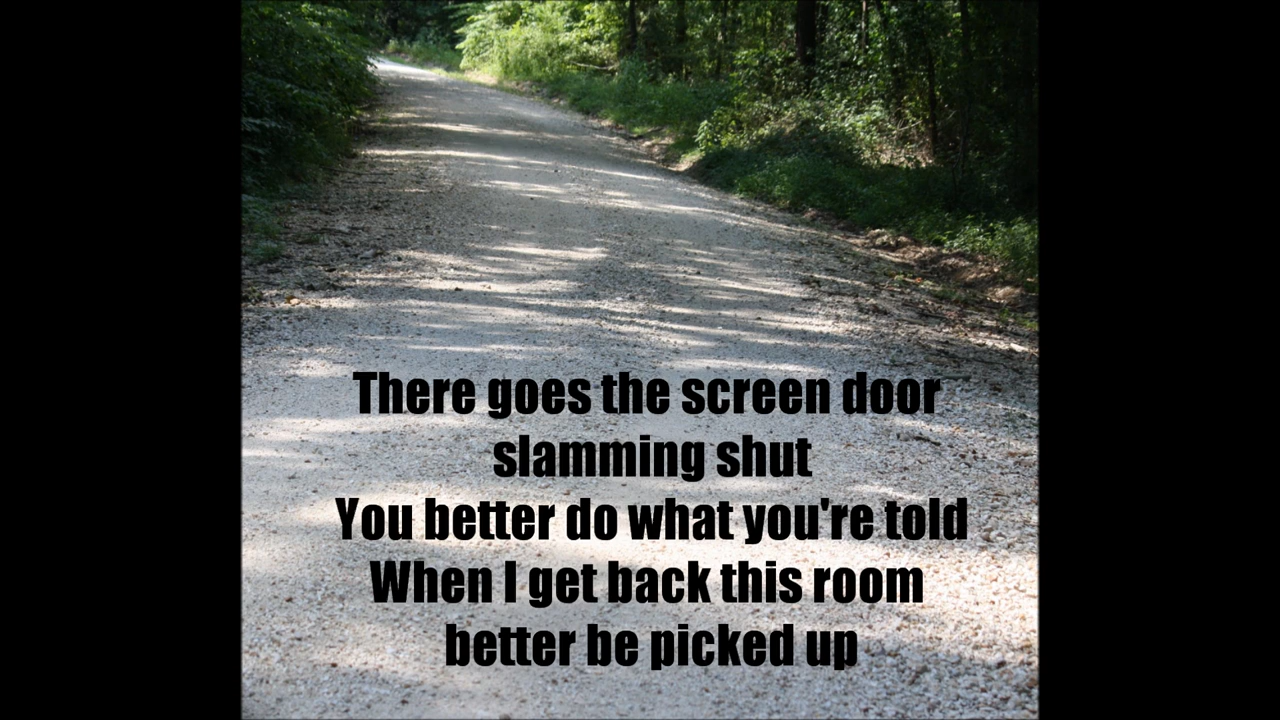 There goes the screen door
slamming shut
You better do what you're told
When I get back this room
better be picked up